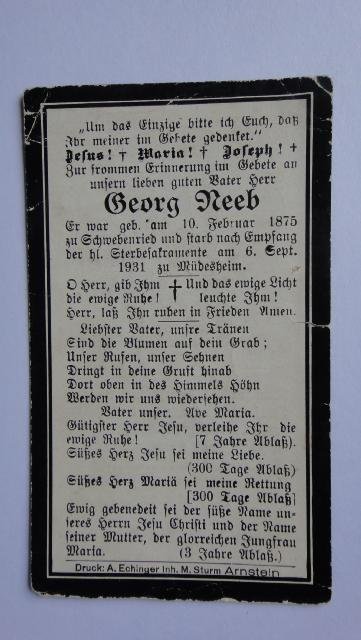 „Um das Einzige bitte ich Euch, daß
Ihr meiner im Gebete gedenket."
Jesus! † Maria! † Joseph! †
Zur frommen Erinnerung im Gebete an
unsern lieben guten Vater Herr
Georg Neeb
Er war geb. am 10. Februar 1875
zu Schwebenried und starb nach Empfang
der hl. Sterbesakramente am 6. Sept.
1931 zu Müdesheim.
O Herr, gib Ihm † Und das ewige Licht
die ewige Ruhe! leuchte Ihm!
Herr, laß Ihn ruhen in Frieden Amen.
Liebster Vater, unsre Tränen
Sind die Blumen auf dein Grab;
Unser Rufen, unser Sehnen
Dringt in deine Gruft hinab
Dort oben in des Himmels Höhn
Werden wir uns wiedersehen.
Vater unser. Ave Maria.
Gütigster Herr Jesu, verleihe Ihr die
ewige Ruhe! [7 Jahre Ablaß).
Süßes Herz Jesu sei meine Liebe.
(300 Tage Ablaß)
Süßes Herz Mariä sei meine Rettung
[300 Tage Ablaß]
Ewig gebenedeit sei der süße Name un-
seres Herrn Jesu Christi und der Name
seiner Mutter, der glorreichen Jungfrau
Maria. (3 Jahre Ablaß.)
Druck: A. Echinger Inh. M. Sturm Arnstein